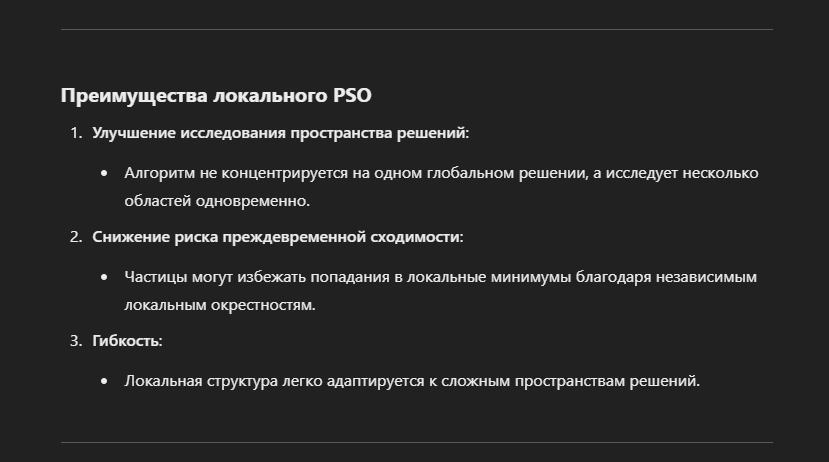 Преимущества локального PSO
1. Улучшение исследования пространства решений:
• Алгоритм не концентрируется на одном глобальном решении, а исследует несколько
областей одновременно.
2. Снижение риска преждевременной сходимости:
• Частицы могут избежать попадания в локальные минимумы благодаря независимым
локальным окрестностям.
3. Гибкость:
• Локальная структура легко адаптируется к сложным пространствам решений.